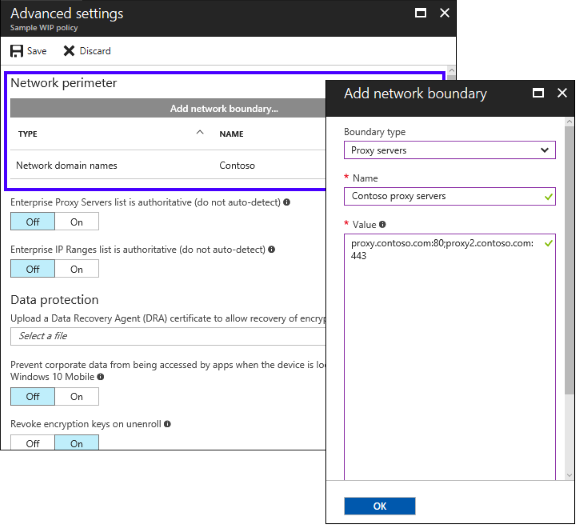 Advanced settings
Sample WIP policy
Save
Discard
Network perimeter
Add network boundary...
TYPE
NAME
Network domain names
Contoso
Enterprise Proxy Servers list is authoritative (do not auto-detect)
Off
On
Enterprise IP Ranges list is authoritative (do not auto-detect)
Off
On
Data protection
Upload a Data Recovery Agent (DRA) certificate to allow recovery of encryp
Select a file
Prevent corporate data from being accessed by apps when the device is loc
Windows 10 Mobile
Off
On
Revoke encryption keys on unenroll
Off
On
Add network boundary
Boundary type
Proxy servers
* Name
Contoso proxy servers
* Value
proxy.contoso.com:80;proxy2.contoso.com:
443
OK